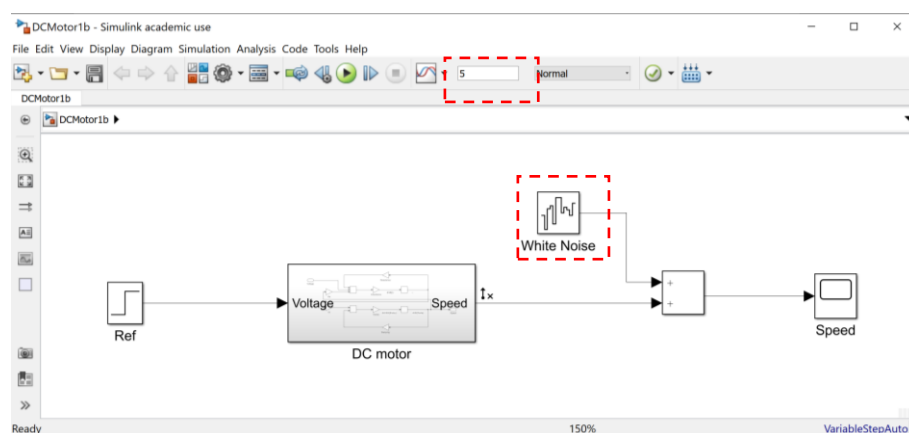 DCMotor1b - Simulink academic use
File Edit View Display Diagram Simulation Analysis Code Tools Help
5 Normal
DCMotor1b
DCMotor1b
White Noise
Voltage Speed
+
+
Ref
DC motor
Speed
Ready 150% VariableStepAuto